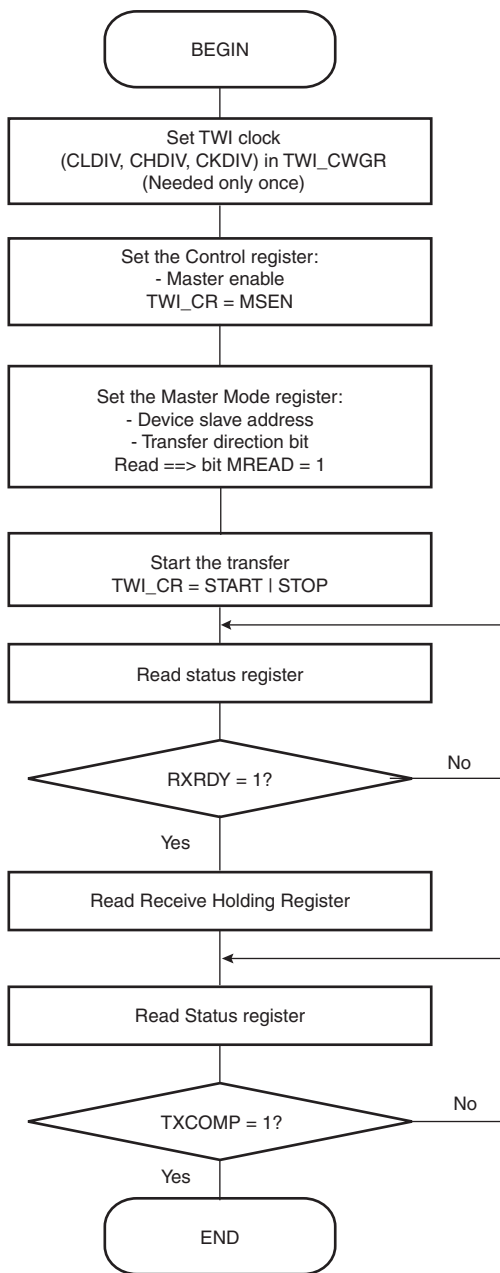 BEGIN
Set TWI clock
(CLDIV, CHDIV, CKDIV) in TWI_CWGR
(Needed only once)
Set the Control register:
- Master enable
TWI_CR = MSEN
Set the Master Mode register:
- Device slave address
- Transfer direction bit
Read ==> bit MREAD = 1
Start the transfer
TWI_CR = START | STOP
Read status register
RXRDY = 1?
No
Yes
Read Receive Holding Register
Read Status register
TXCOMP = 1?
No
Yes
END